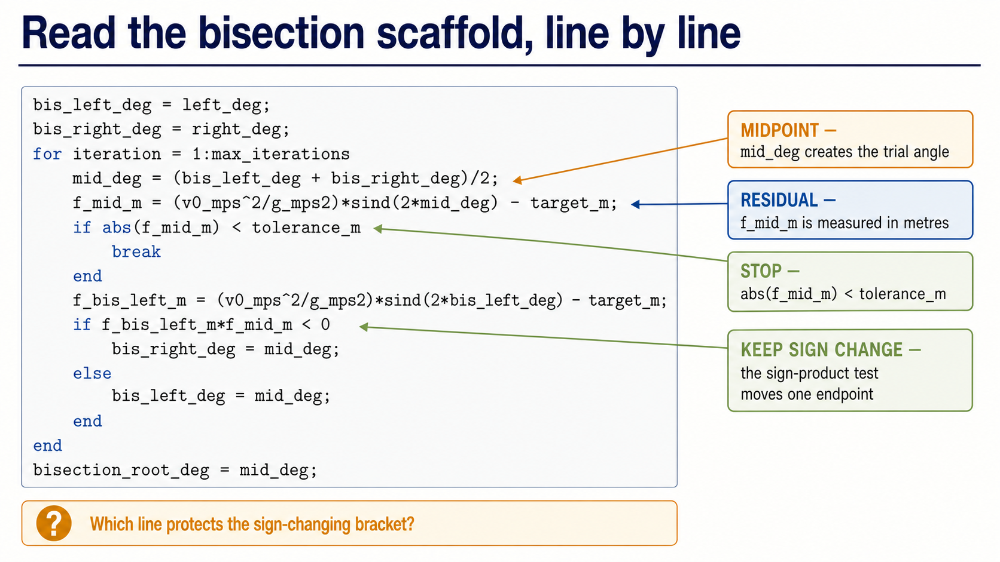 Read the bisection scaffold, line by line
bis_left_deg = left_deg;
bis_right_deg = right_deg;
for iteration = 1:max_iterations
    mid_deg = (bis_left_deg + bis_right_deg)/2;
    f_mid_m = (v0_mps^2/g_mps2)*sind(2*mid_deg) - target_m;
    if abs(f_mid_m) < tolerance_m
        break
    end
    f_bis_left_m = (v0_mps^2/g_mps2)*sind(2*bis_left_deg) - target_m;
    if f_bis_left_m*f_mid_m < 0
        bis_right_deg = mid_deg;
    else
        bis_left_deg = mid_deg;
    end
end
bisection_root_deg = mid_deg;
MIDPOINT —
mid_deg creates the trial angle
RESIDUAL —
f_mid_m is measured in metres
STOP —
abs(f_mid_m) < tolerance_m
KEEP SIGN CHANGE —
the sign-product test
moves one endpoint
?
Which line protects the sign-changing bracket?